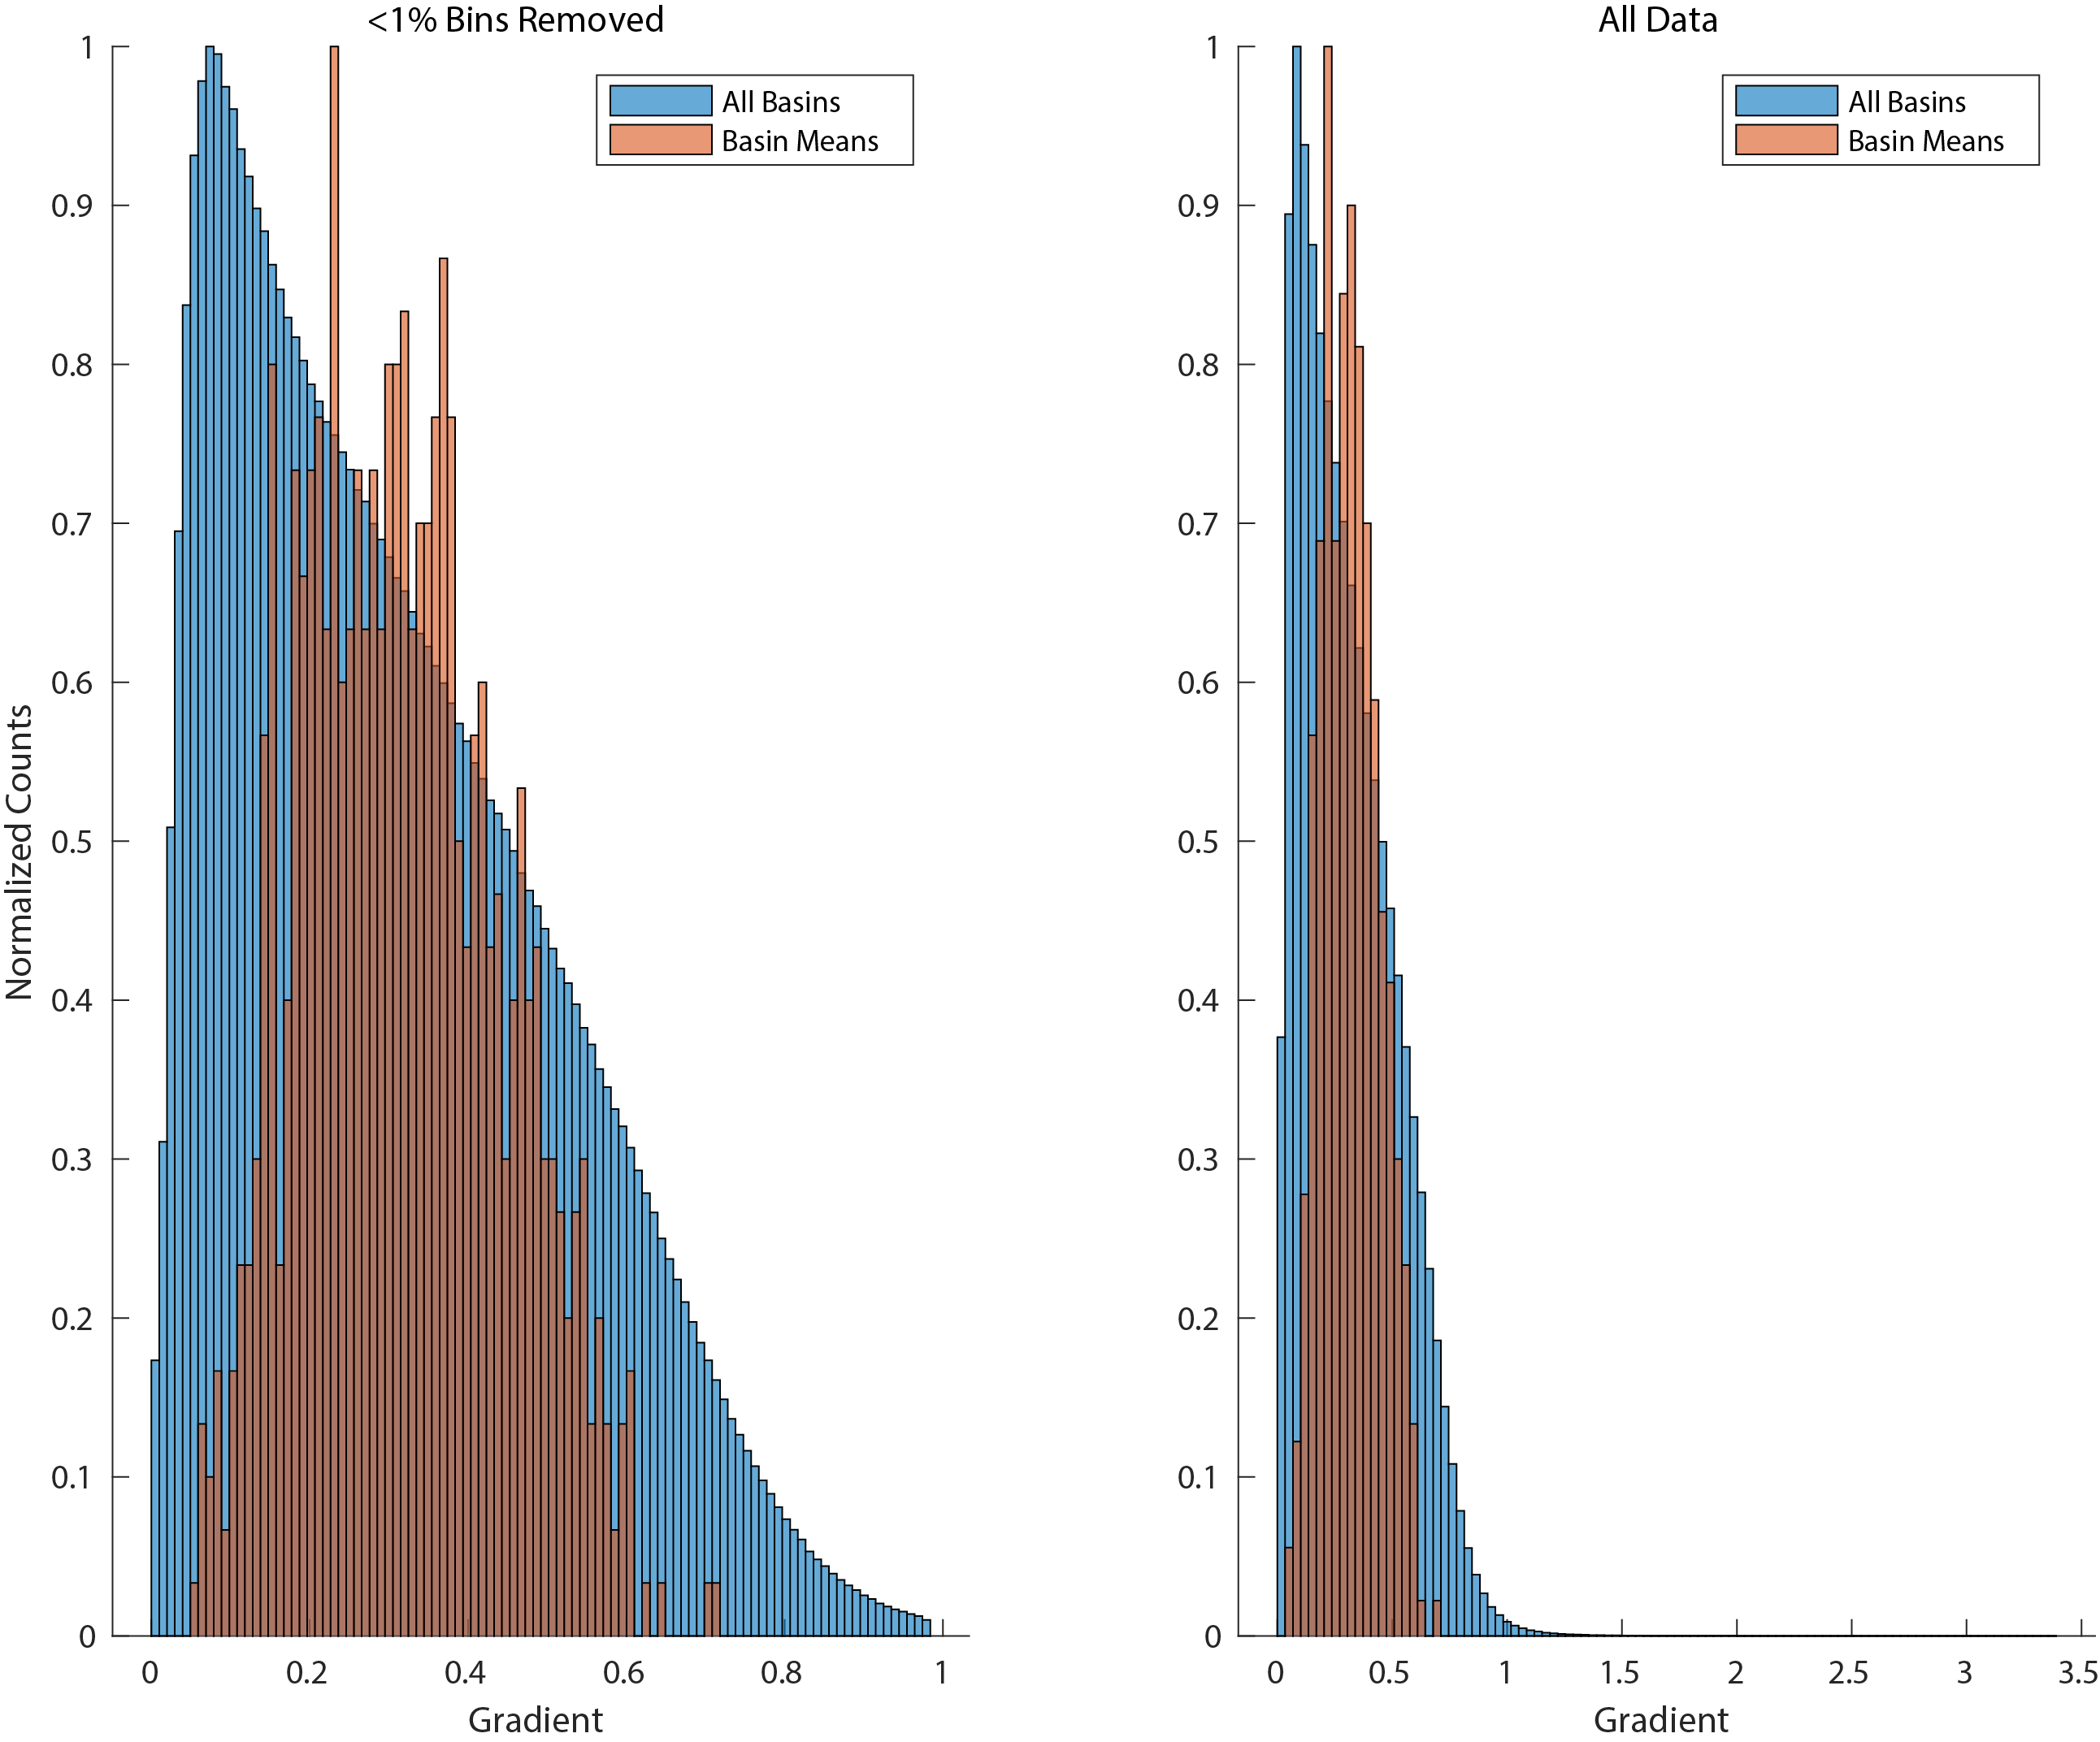 <1% Bins Removed
All Basins
Basin Means
Normalized Counts
1
0.9
0.8
0.7
0.6
0.5
0.4
0.3
0.2
0.1
0
0 0.2 0.4 0.6 0.8 1
Gradient
All Data
All Basins
Basin Means
1
0.9
0.8
0.7
0.6
0.5
0.4
0.3
0.2
0.1
0
0 0.5 1 1.5 2 2.5 3 3.5
Gradient